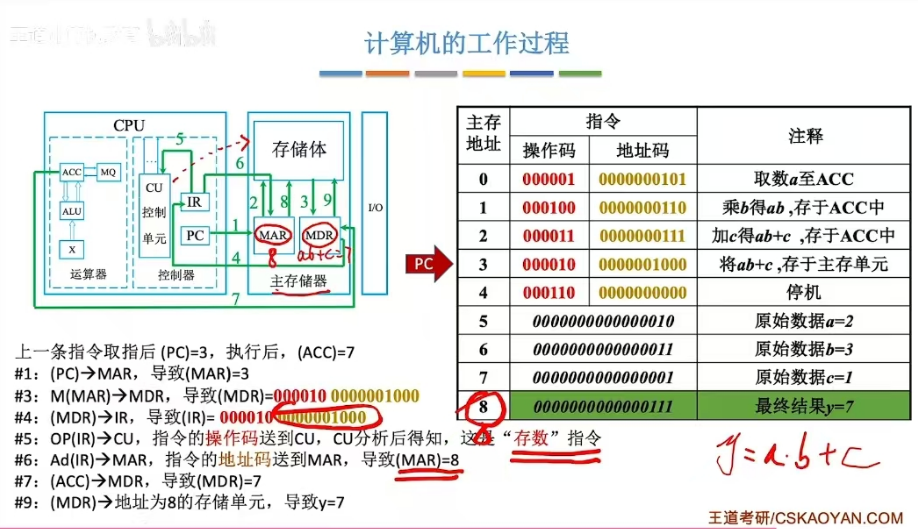 计算机的工作过程
CPU
ACC
MQ
ALU
X
运算器
CU
控制
单元
IR
PC
控制器
存储体
MAR
MDR
8
ab+c=7
主存储器
I/O
5
6
2
8
3
9
1
4
7
PC
主存地址 指令 注释
操作码 地址码
0 000001 0000000101 取数a至ACC
1 000100 0000000110 乘b得ab ,存于ACC中
2 000011 0000000111 加c得ab+c ,存于ACC中
3 000010 0000001000 将ab+c ,存于主存单元
4 000110 0000000000 停机
5 0000000000000010 原始数据a=2
6 0000000000000011 原始数据b=3
7 0000000000000001 原始数据c=1
8 0000000000000111 最终结果y=7
上一条指令取指后 (PC)=3，执行后，(ACC)=7
#1：(PC)→MAR，导致(MAR)=3
#3：M(MAR)→MDR，导致(MDR)=000010 0000001000
#4：(MDR)→IR，导致(IR)= 000010 0000001000
#5：OP(IR)→CU，指令的操作码送到CU，CU分析后得知，这是“存数”指令
#6：Ad(IR)→MAR，指令的地址码送到MAR，导致(MAR)=8
#7：(ACC)→MDR，导致(MDR)=7
#9：(MDR)→地址为8的存储单元，导致y=7
y=a·b+c
王道考研/CSKAOYAN.COM